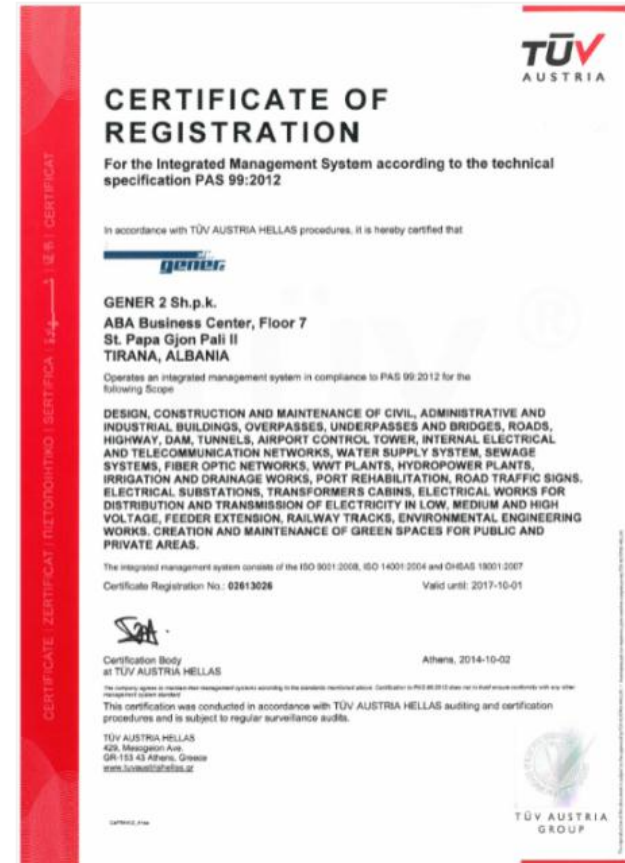 TÜV
AUSTRIA
CERTIFICATE OF
REGISTRATION
For the Integrated Management System according to the technical
specification PAS 99:2012
In accordance with TÜV AUSTRIA HELLAS procedures, it is hereby certified that
gener
GENER 2 Sh.p.k.
ABA Business Center, Floor 7
St. Papa Gjon Pali II
TIRANA, ALBANIA
Operates an integrated management system in compliance to PAS 99:2012 for the
following Scope
DESIGN, CONSTRUCTION AND MAINTENANCE OF CIVIL, ADMINISTRATIVE AND
INDUSTRIAL BUILDINGS, OVERPASSES, UNDERPASSES AND BRIDGES, ROADS,
HIGHWAY, DAM, TUNNELS, AIRPORT CONTROL TOWER, INTERNAL ELECTRICAL
AND TELECOMMUNICATION NETWORKS, WATER SUPPLY SYSTEM, SEWAGE
SYSTEMS, FIBER OPTIC NETWORKS, WWT PLANTS, HYDROPOWER PLANTS,
IRRIGATION AND DRAINAGE WORKS, PORT REHABILITATION, ROAD TRAFFIC SIGNS.
ELECTRICAL SUBSTATIONS, TRANSFORMERS CABINS, ELECTRICAL WORKS FOR
DISTRIBUTION AND TRANSMISSION OF ELECTRICITY IN LOW, MEDIUM AND HIGH
VOLTAGE, FEEDER EXTENSION, RAILWAY TRACKS, ENVIRONMENTAL ENGINEERING
WORKS. CREATION AND MAINTENANCE OF GREEN SPACES FOR PUBLIC AND
PRIVATE AREAS.
The integrated management system consists of the ISO 9001:2008, ISO 14001:2004 and OHSAS 18001:2007
Certificate Registration No.: 02613026
Valid until: 2017-10-01
Certification Body
at TÜV AUSTRIA HELLAS
Athens, 2014-10-02
This certification was conducted in accordance with TÜV AUSTRIA HELLAS auditing and certification
procedures and is subject to regular surveillance audits.
TÜV AUSTRIA HELLAS
429, Mesogeion Ave.
GR-153 43 Athens, Greece
www.tuvaustriahellas.gr
TÜV AUSTRIA
GROUP
CERTIFICATE | ZERTIFICAT | ΠΙΣΤΟΠΟΙΗΤΙΚΟ | SERTIFICA | 证书 | CERTIFICAT